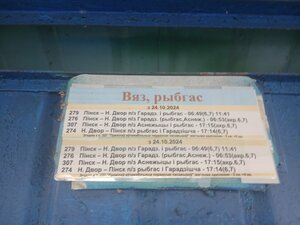 Вяз, рыбгас
з 24.10.2024
279 Пінск – Н. Двор п/з Гарадз. і рыбгас - 06:49(6,7) 11:41
276 Пінск – Н. Двор п/з Гарадз. (рыбгас,Аснеж.) - 06:53(акр.6,7)
307 Пінск – Н. Двор п/з Аснежыцы і рыбгас - 17:15(акр.6,7)
274 Н. Двор – Пінск п/з рыбгас і Гарадзішча - 17:14(6,7)
з 24.10.2024
279 Пінск – Н. Двор п/з Гарадз. і рыбгас - 06:49(6,7) 11:41
276 Пінск – Н. Двор п/з Гарадз. (рыбгас,Аснеж.) - 06:53(акр.6,7)
307 Пінск – Н. Двор п/з Аснежыцы і рыбгас - 17:15(акр.6,7)
274 Н. Двор – Пінск п/з рыбгас і Гарадзішча - 17:14(6,7)